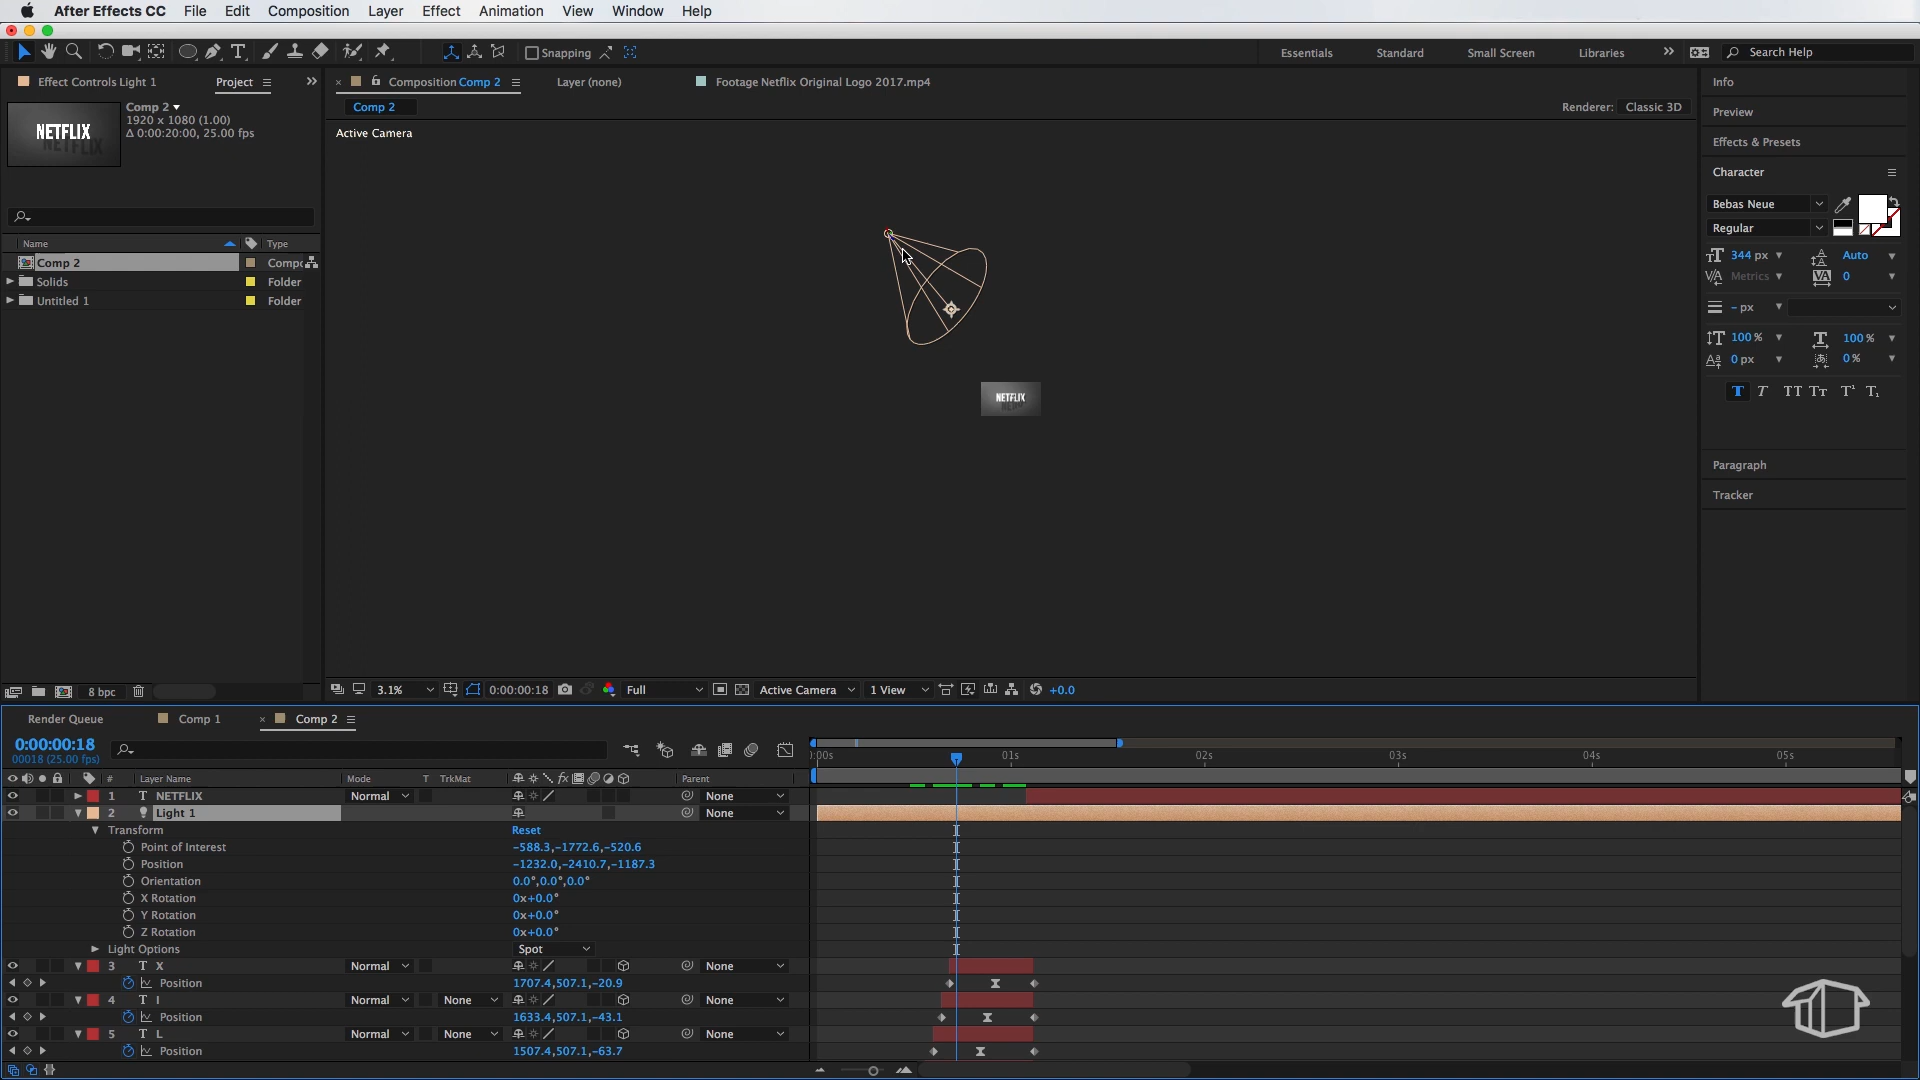 After Effects CC File Edit Composition Layer Effect Animation View Window Help
T Snapping Essentials Standard Small Screen Libraries Search Help
Effect Controls Light 1 Project Composition Comp 2 Layer (none) Footage Netflix Original Logo 2017.mp4 Info
Comp 2 Comp 2 Renderer: Classic 3D
1920 x 1080 (1.00) Preview
Δ 0:00:20:00, 25.00 fps Active Camera
NETFLIX
Effects & Presets
Character
Bebas Neue
Regular
344 px Auto
Metrics 0
- px
100 % 100 %
0 px 0 %
T T TT Tt T¹ T₁
Paragraph
Tracker
Name Type
Comp 2 Compo
Solids Folder
Untitled 1 Folder
NETFLIX
8 bpc 3.1% 0:00:00:18 Full Active Camera 1 View +0.0
Render Queue Comp 1 Comp 2
0:00:00:18
00018 (25.00 fps) :00s 01s 02s 03s 04s 05s
# Layer Name Mode T TrkMat fx Parent
1 T NETFLIX Normal None
2 Light 1 None
Transform Reset
Point of Interest -588.3,-1772.6,-520.6
Position -1232.0,-2410.7,-1187.3
Orientation 0.0°,0.0°,0.0°
X Rotation 0x+0.0°
Y Rotation 0x+0.0°
Z Rotation 0x+0.0°
Light Options Spot
3 T X Normal None
Position 1707.4,507.1,-20.9
4 T I Normal None None
Position 1633.4,507.1,-43.1
5 T L Normal None None
Position 1507.4,507.1,-63.7